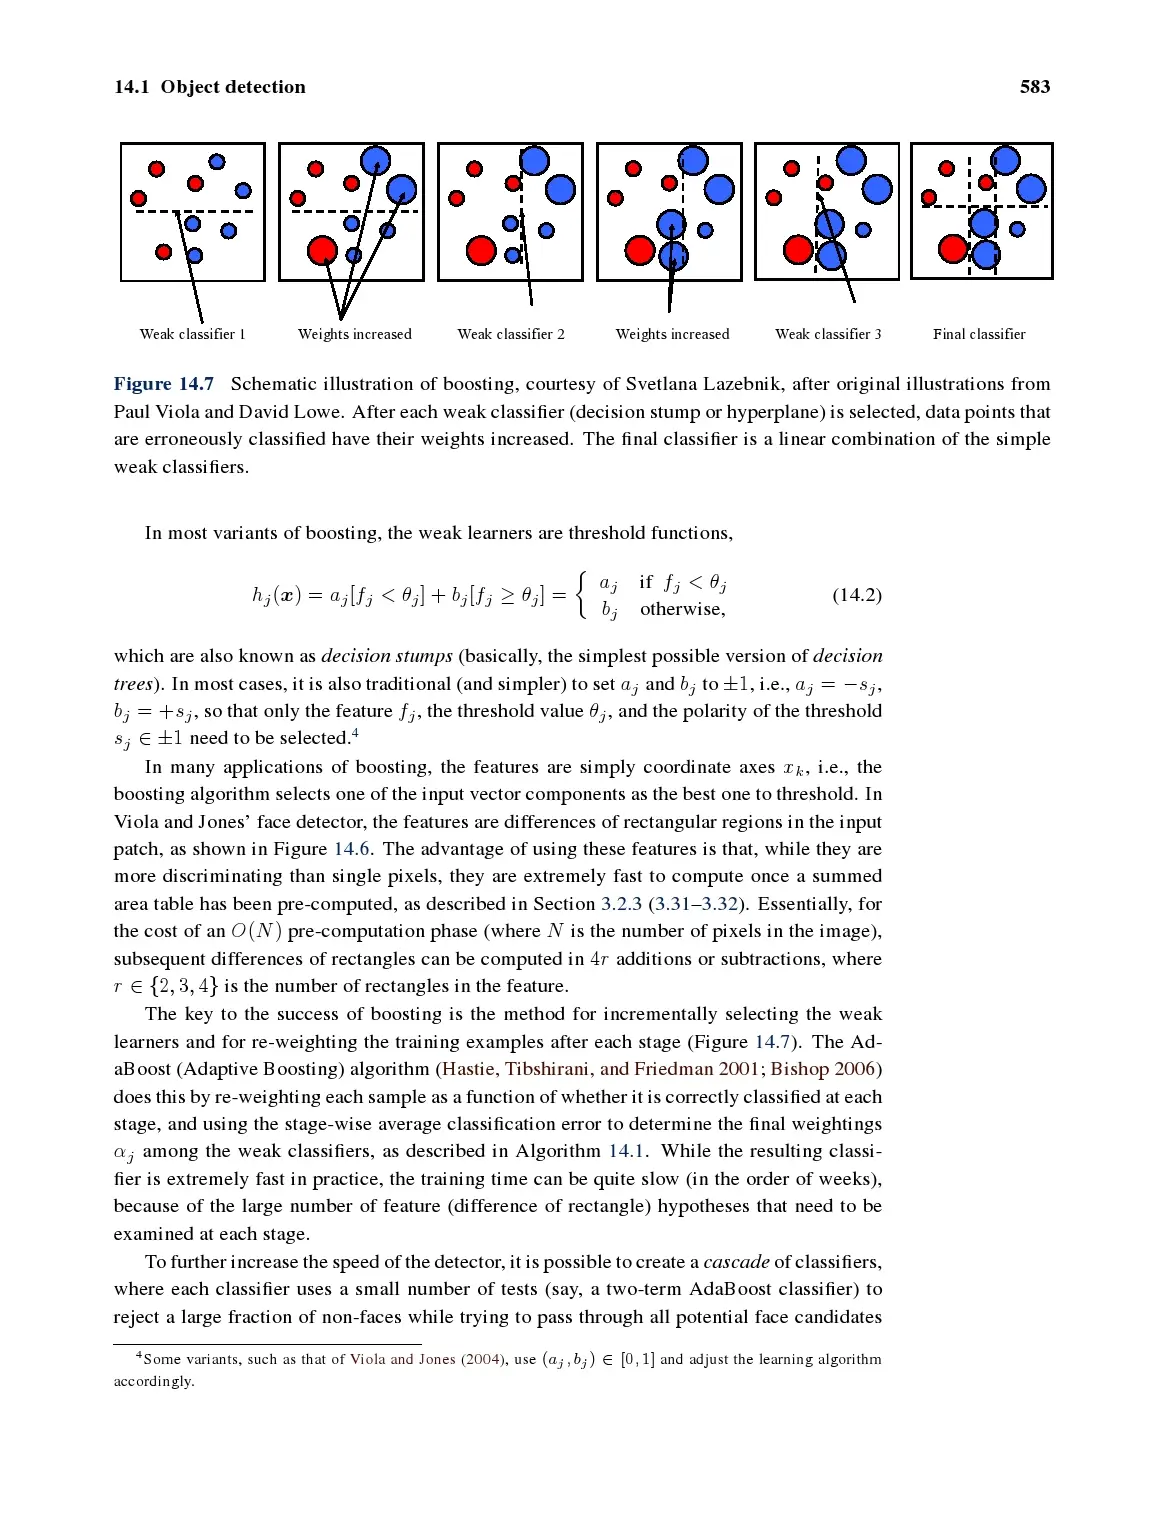 14.1 Object detection 583
Weak classifier 1 Weights increased Weak classifier 2 Weights increased Weak classifier 3 Final classifier
Figure 14.7 Schematic illustration of boosting, courtesy of Svetlana Lazebnik, after original illustrations from
Paul Viola and David Lowe. After each weak classifier (decision stump or hyperplane) is selected, data points that
are erroneously classified have their weights increased. The final classifier is a linear combination of the simple
weak classifiers.
In most variants of boosting, the weak learners are threshold functions,
h_j(x) = a_j[f_j < θ_j] + b_j[f_j ≥ θ_j] = { a_j if f_j < θ_j
b_j otherwise, (14.2)
which are also known as decision stumps (basically, the simplest possible version of decision
trees). In most cases, it is also traditional (and simpler) to set a_j and b_j to ±1, i.e., a_j = −s_j,
b_j = +s_j, so that only the feature f_j, the threshold value θ_j, and the polarity of the threshold
s_j ∈ ±1 need to be selected.⁴
In many applications of boosting, the features are simply coordinate axes x_k, i.e., the
boosting algorithm selects one of the input vector components as the best one to threshold. In
Viola and Jones’ face detector, the features are differences of rectangular regions in the input
patch, as shown in Figure 14.6. The advantage of using these features is that, while they are
more discriminating than single pixels, they are extremely fast to compute once a summed
area table has been pre-computed, as described in Section 3.2.3 (3.31–3.32). Essentially, for
the cost of an O(N) pre-computation phase (where N is the number of pixels in the image),
subsequent differences of rectangles can be computed in 4r additions or subtractions, where
r ∈ {2, 3, 4} is the number of rectangles in the feature.
The key to the success of boosting is the method for incrementally selecting the weak
learners and for re-weighting the training examples after each stage (Figure 14.7). The Ad-
aBoost (Adaptive Boosting) algorithm (Hastie, Tibshirani, and Friedman 2001; Bishop 2006)
does this by re-weighting each sample as a function of whether it is correctly classified at each
stage, and using the stage-wise average classification error to determine the final weightings
α_j among the weak classifiers, as described in Algorithm 14.1. While the resulting classi-
fier is extremely fast in practice, the training time can be quite slow (in the order of weeks),
because of the large number of feature (difference of rectangle) hypotheses that need to be
examined at each stage.
To further increase the speed of the detector, it is possible to create a cascade of classifiers,
where each classifier uses a small number of tests (say, a two-term AdaBoost classifier) to
reject a large fraction of non-faces while trying to pass through all potential face candidates
⁴Some variants, such as that of Viola and Jones (2004), use (a_j, b_j) ∈ [0, 1] and adjust the learning algorithm
accordingly.